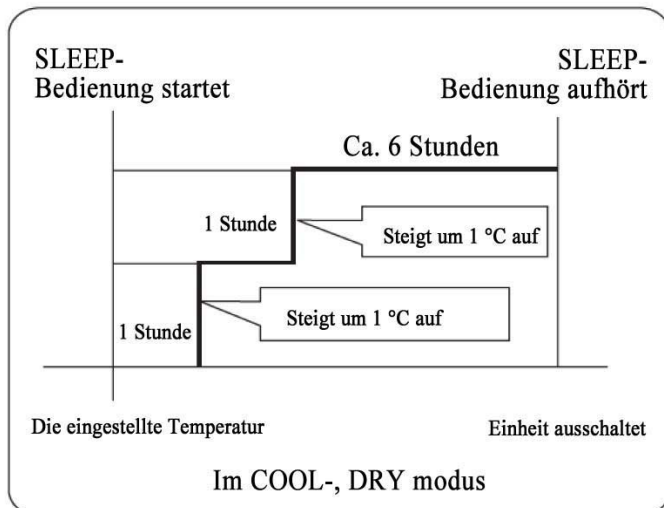 SLEEP-
Bedienung startet
SLEEP-
Bedienung aufhört
Ca. 6 Stunden
1 Stunde
Steigt um 1 °C auf
1 Stunde
Steigt um 1 °C auf
Die eingestellte Temperatur
Einheit ausschaltet
Im COOL-, DRY modus